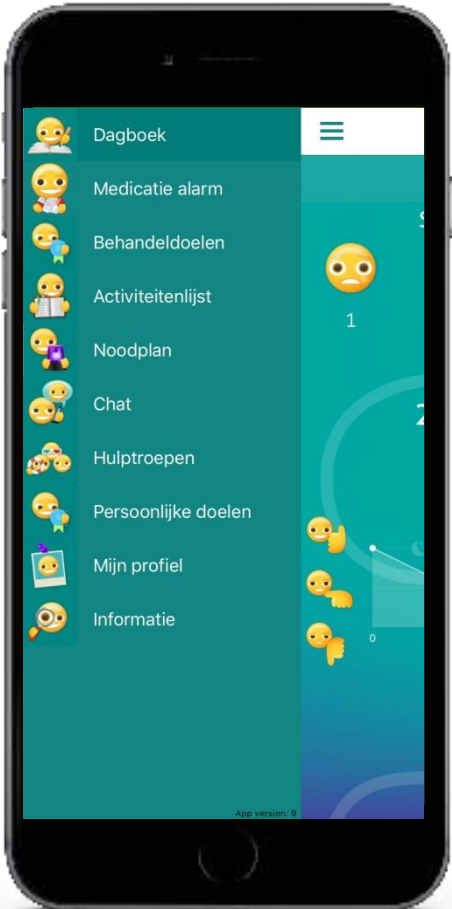 Dagboek
Medicatie alarm
Behandeldoelen
Activiteitenlijst
Noodplan
Chat
Hulptroepen
Persoonlijke doelen
Mijn profiel
Informatie
App version: 9
1
0